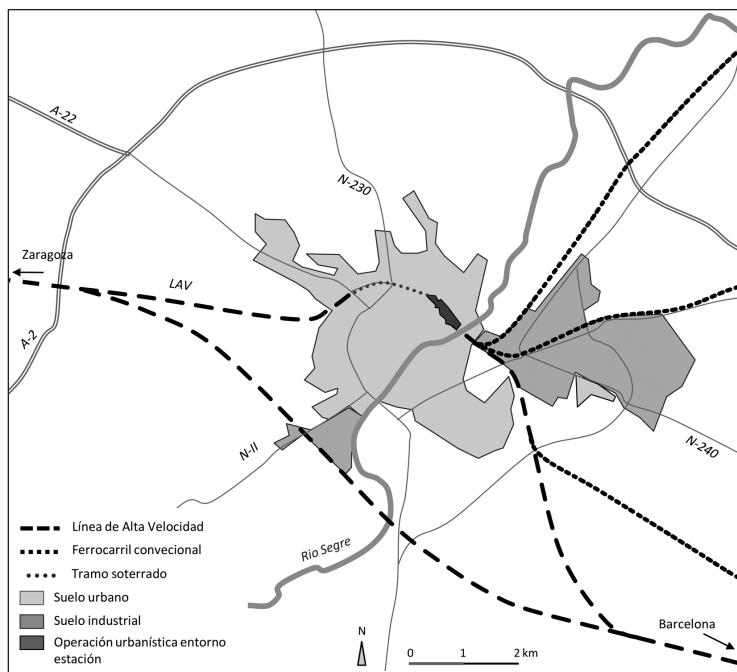 A-22
N-230
Zaragoza
LAV
A-2
N-II
N-240
Rio Segre
Línea de Alta Velocidad
Ferrocarril convecional
Tramo soterrado
Suelo urbano
Suelo industrial
Operación urbanística entorno
estación
N
0 1 2 km
Barcelona